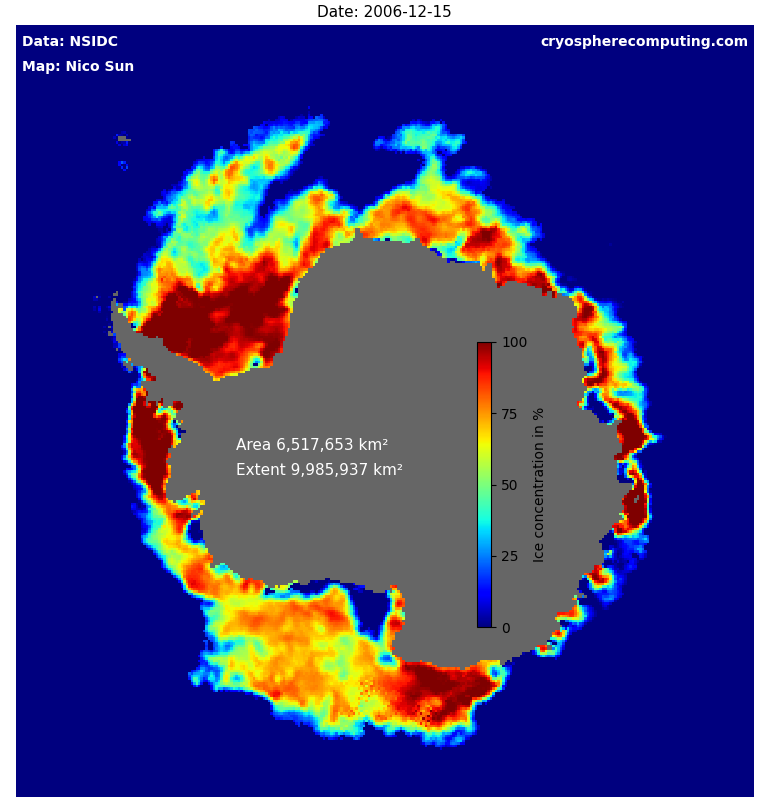 Date: 2006-12-15
Data: NSIDC
cryospherecomputing.com
Map: Nico Sun
100
75
50
25
0
Ice concentration in %
Area 6,517,653 km²
Extent 9,985,937 km²